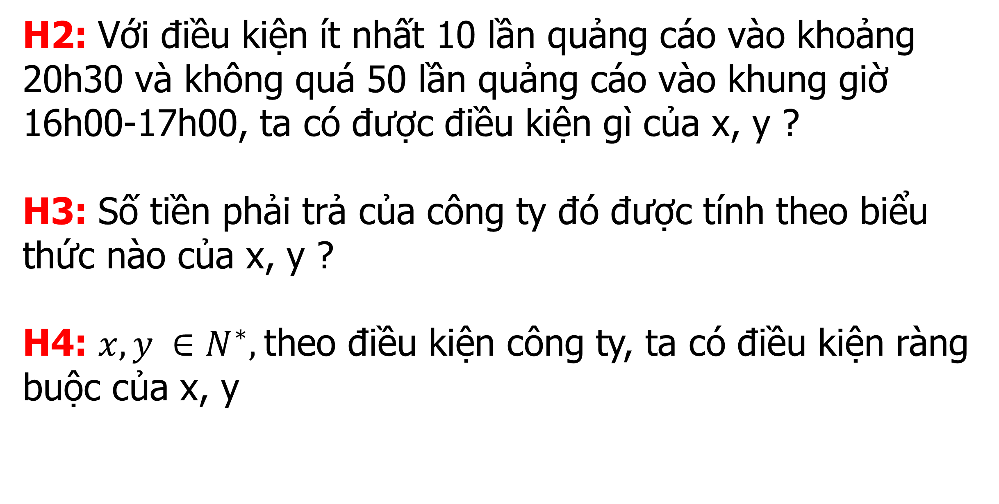 H2: Với điều kiện ít nhất 10 lần quảng cáo vào khoảng
20h30 và không quá 50 lần quảng cáo vào khung giờ
16h00-17h00, ta có được điều kiện gì của x, y ?
H3: Số tiền phải trả của công ty đó được tính theo biểu
thức nào của x, y ?
H4: x, y ∈ N*, theo điều kiện công ty, ta có điều kiện ràng
buộc của x, y